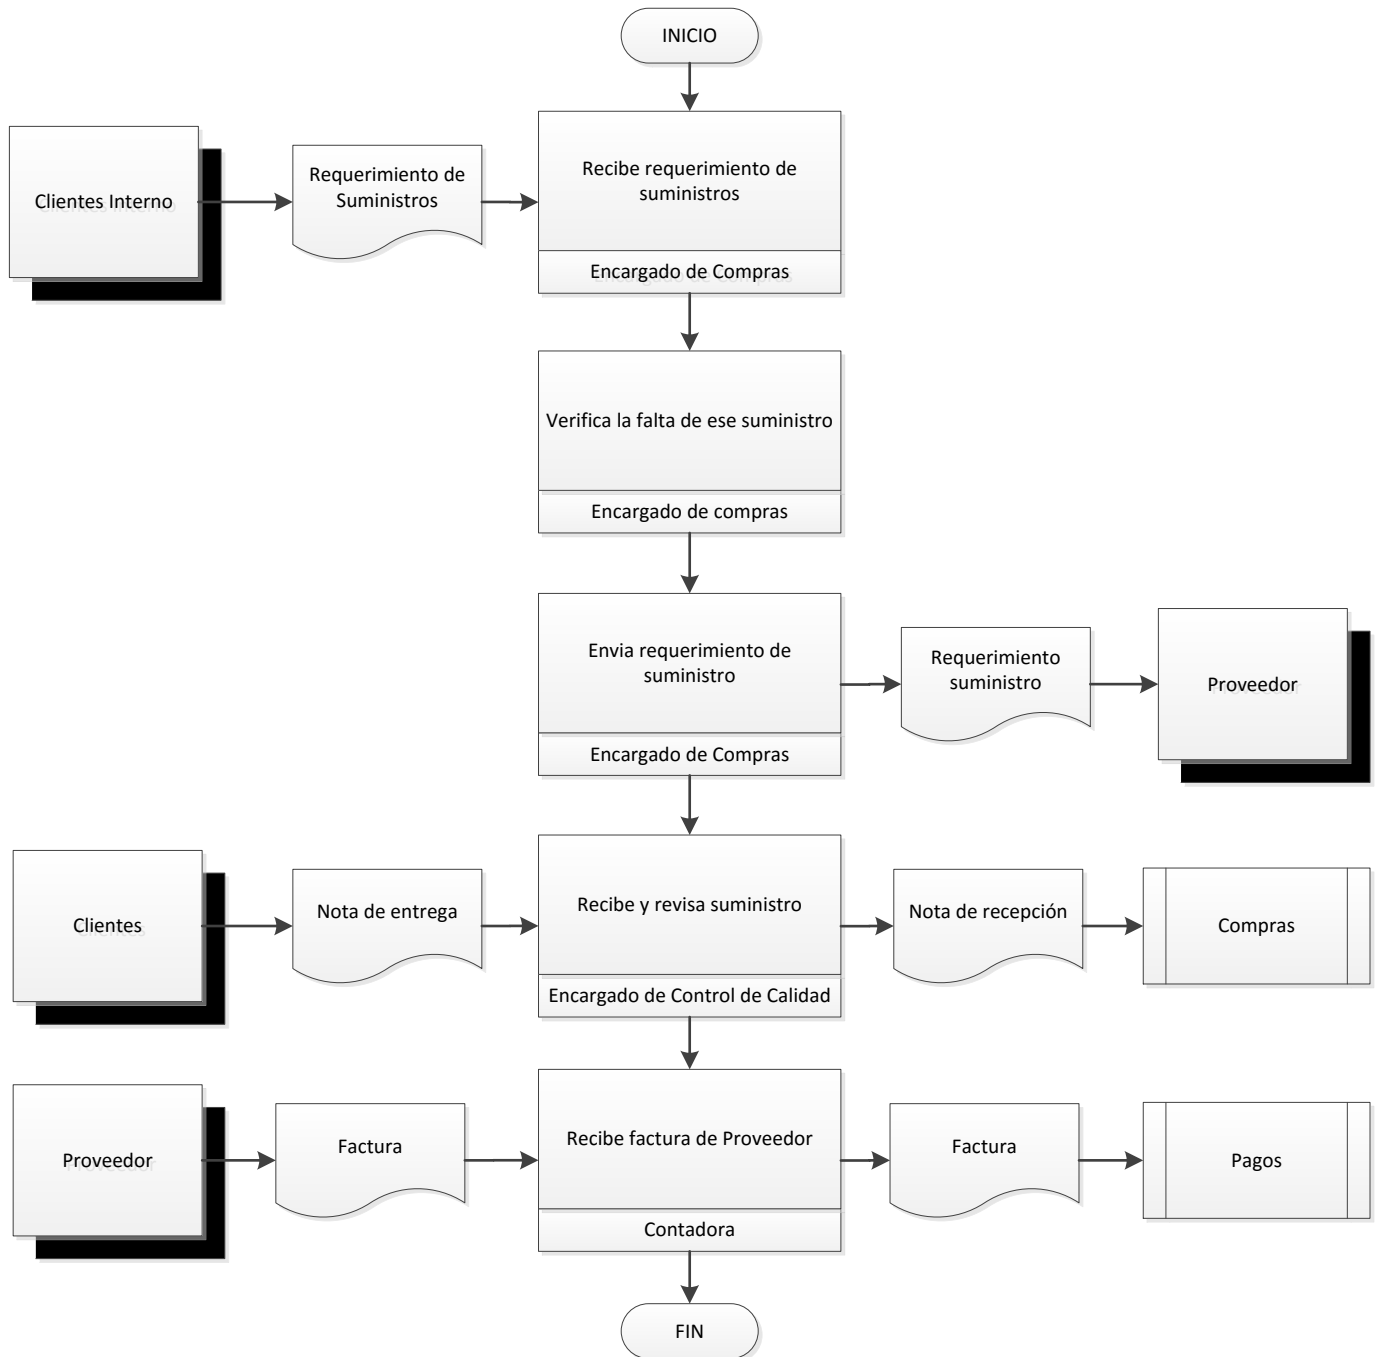 INICIO
Clientes Interno
Requerimiento de
Suministros
Recibe requerimiento de
suministros
Encargado de Compras
Verifica la falta de ese suministro
Encargado de compras
Envia requerimiento de
suministro
Encargado de Compras
Requerimiento
suministro
Proveedor
Clientes
Nota de entrega
Recibe y revisa suministro
Encargado de Control de Calidad
Nota de recepción
Compras
Proveedor
Factura
Recibe factura de Proveedor
Contadora
Factura
Pagos
FIN